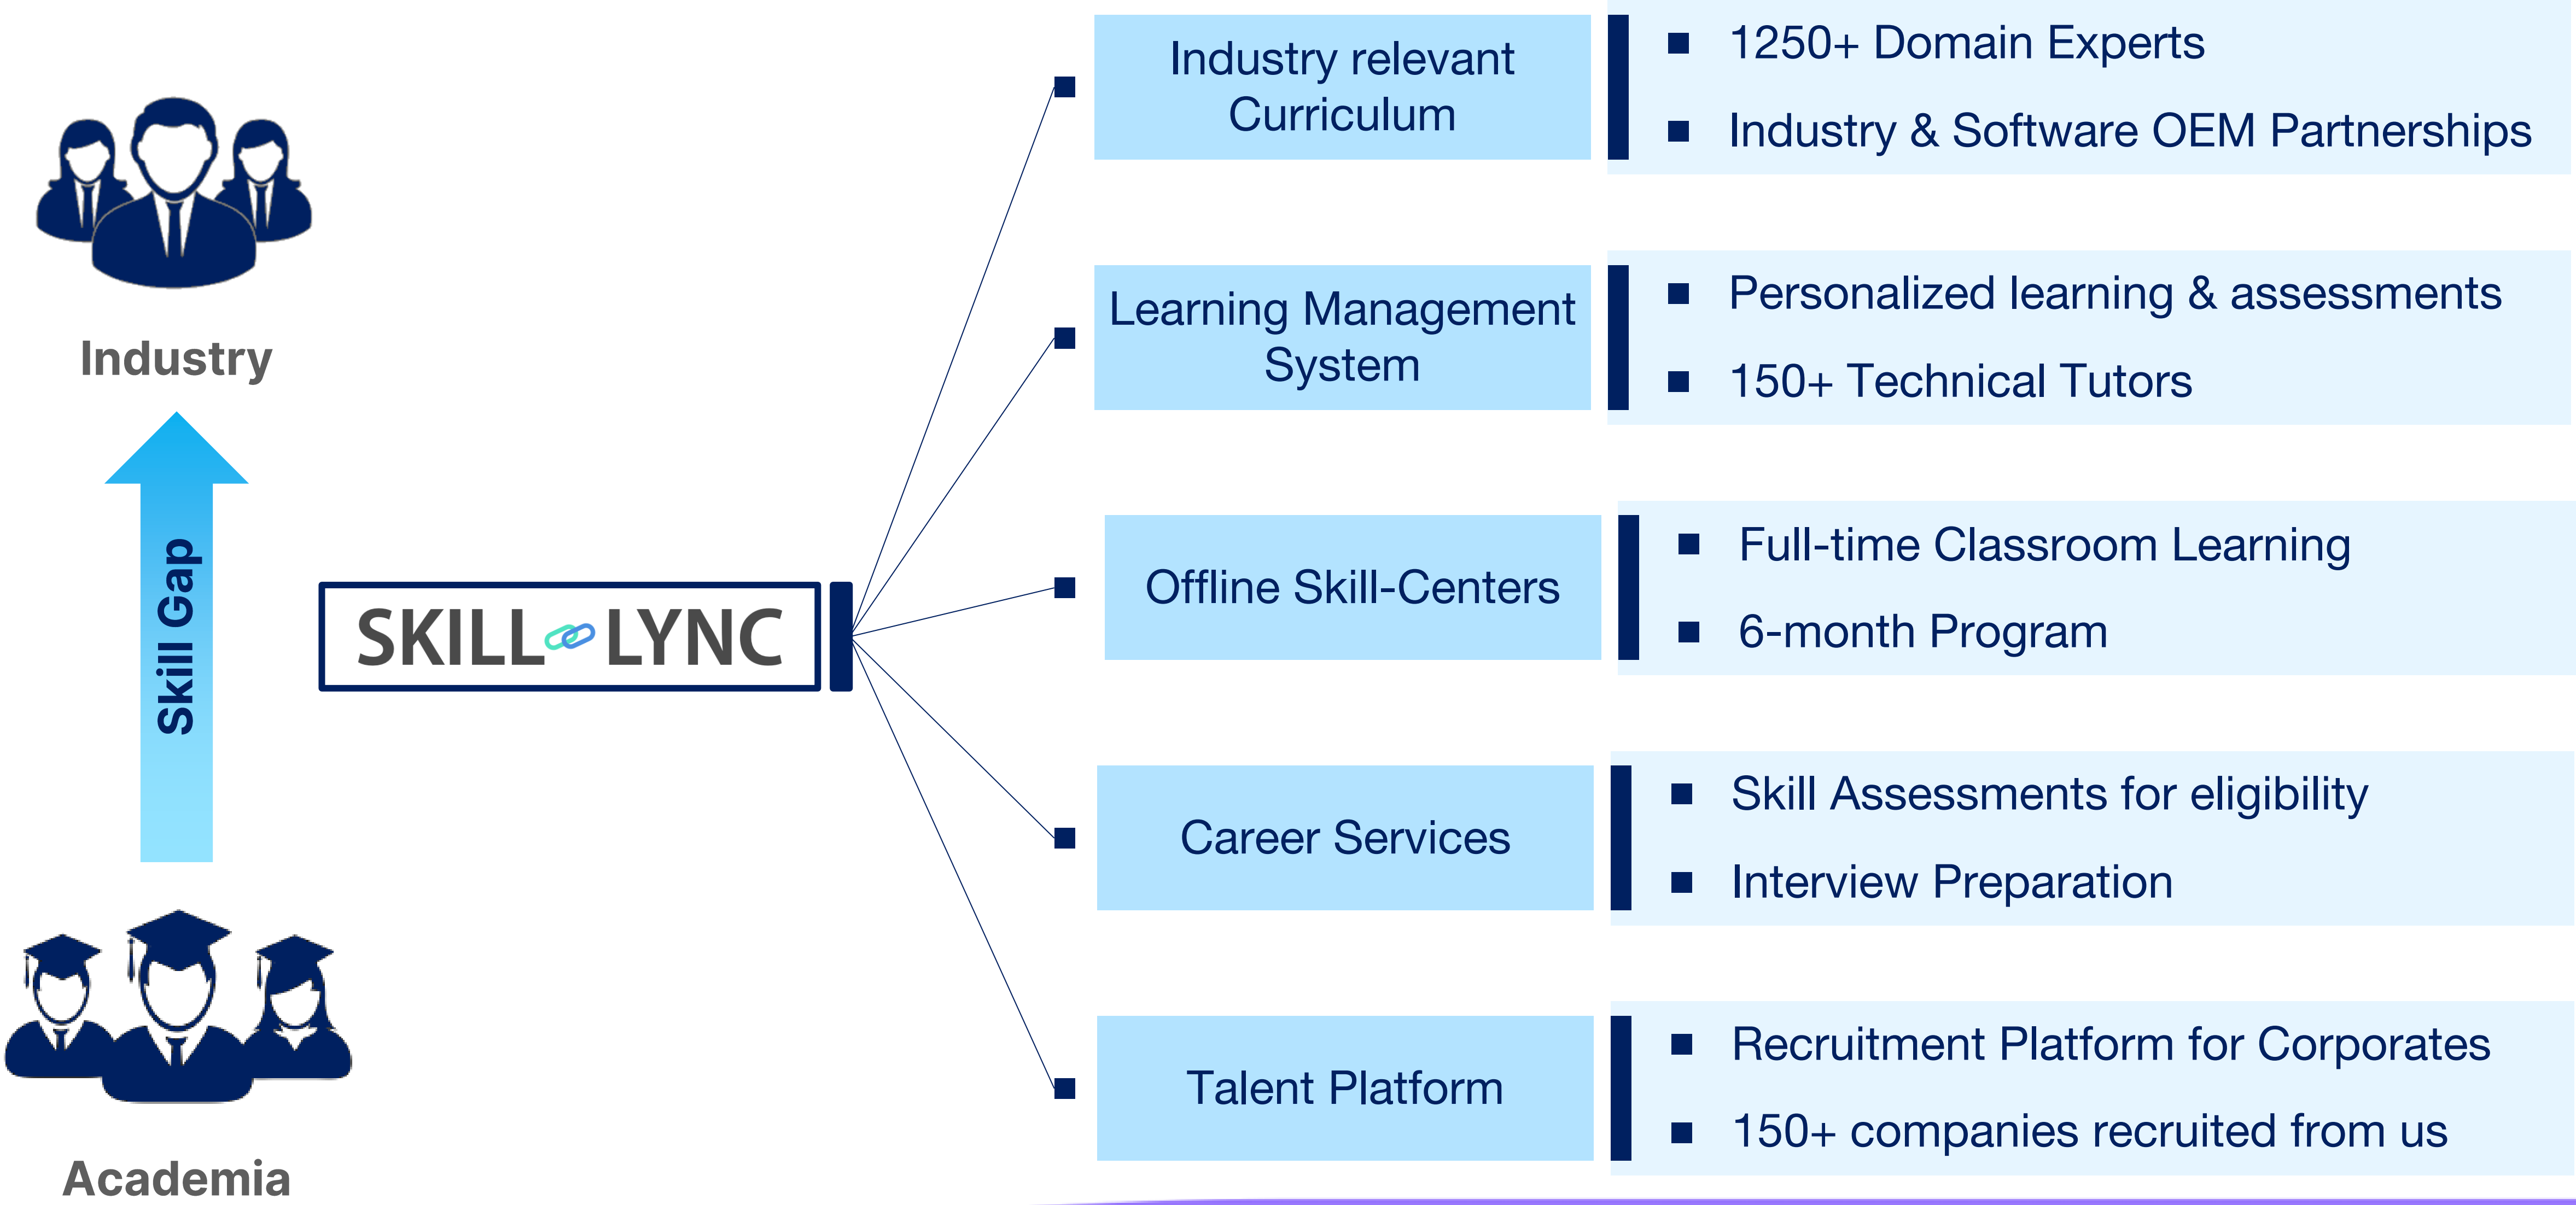 Industry
Skill Gap
Academia
SKILL LYNC
Industry relevant
Curriculum
■ 1250+ Domain Experts
■ Industry & Software OEM Partnerships
Learning Management
System
■ Personalized learning & assessments
■ 150+ Technical Tutors
Offline Skill-Centers
■ Full-time Classroom Learning
■ 6-month Program
Career Services
■ Skill Assessments for eligibility
■ Interview Preparation
Talent Platform
■ Recruitment Platform for Corporates
■ 150+ companies recruited from us